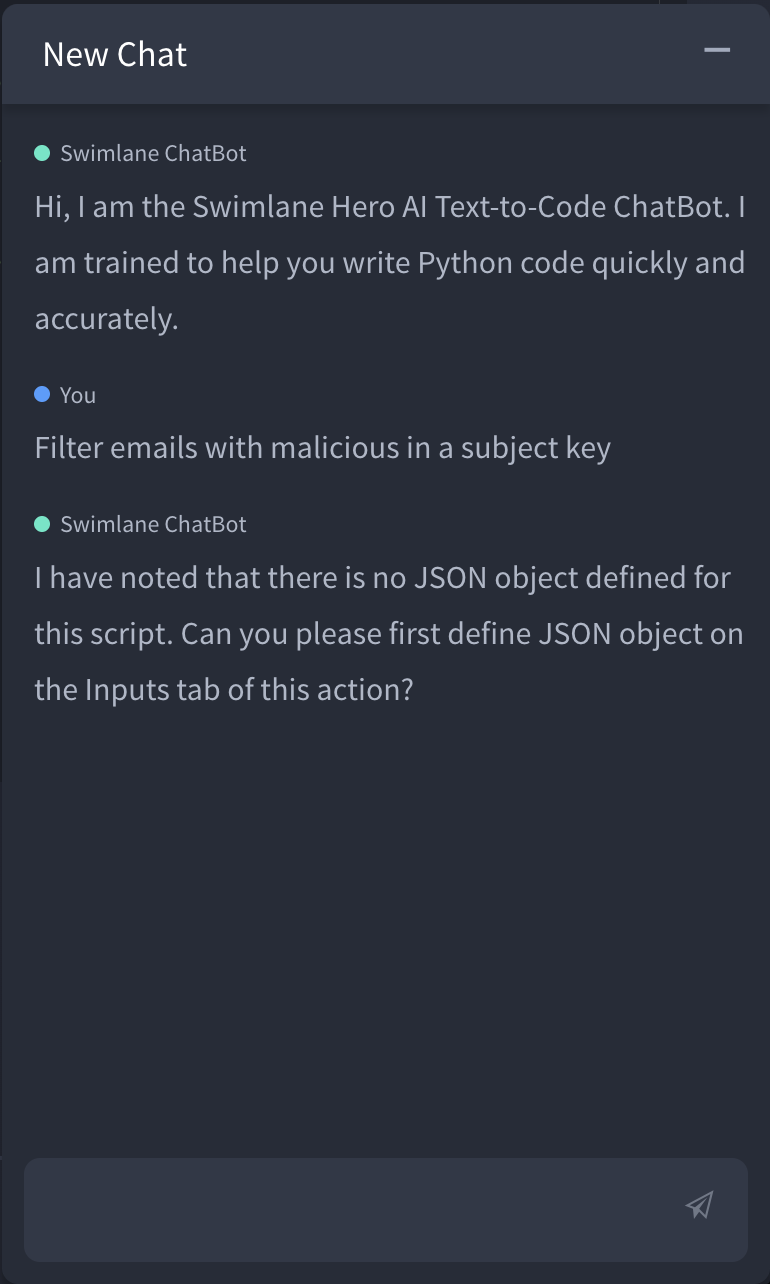 New Chat
Swimlane ChatBot
Hi, I am the Swimlane Hero AI Text-to-Code ChatBot. I
am trained to help you write Python code quickly and
accurately.
You
Filter emails with malicious in a subject key
Swimlane ChatBot
I have noted that there is no JSON object defined for
this script. Can you please first define JSON object on
the Inputs tab of this action?